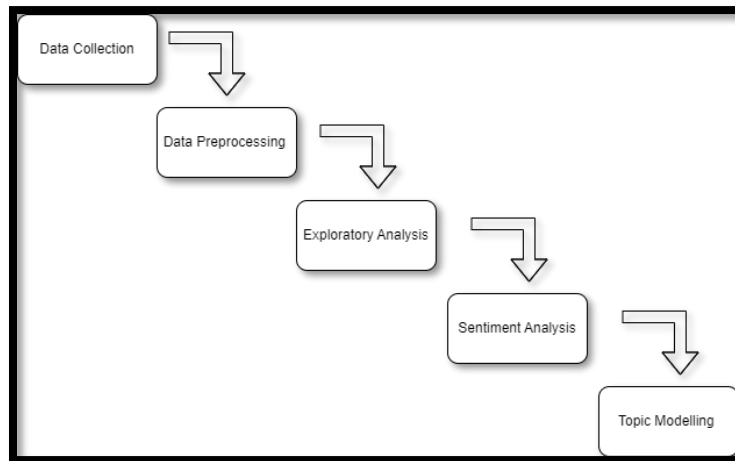 Data Collection
Data Preprocessing
Exploratory Analysis
Sentiment Analysis
Topic Modelling